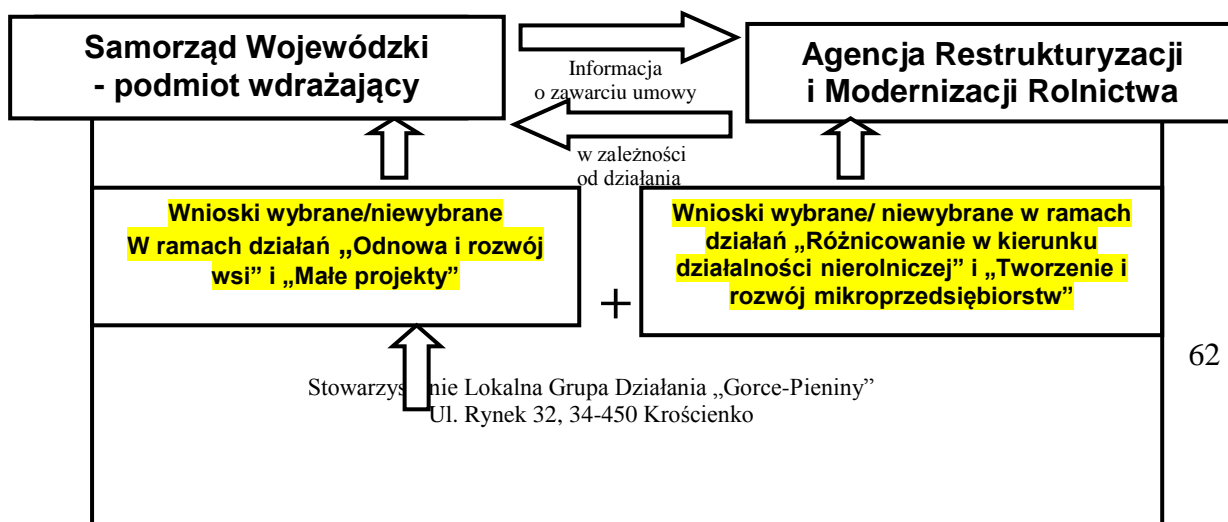 Samorząd Wojewódzki
- podmiot wdrażający
Informacja
o zawarciu umowy
Agencja Restrukturyzacji
i Modernizacji Rolnictwa
w zależności
od działania
Wnioski wybrane/niewybrane
W ramach działań „Odnowa i rozwój
wsi” i „Małe projekty”
+
Wnioski wybrane/ niewybrane w ramach
działań „Różnicowanie w kierunku
działalności nierolniczej” i „Tworzenie i
rozwój mikroprzedsiębiorstw”
62
Lokalna Grupa Działania „Gorce-Pieniny”
Ul. Rynek 32, 34-450 Krościenko